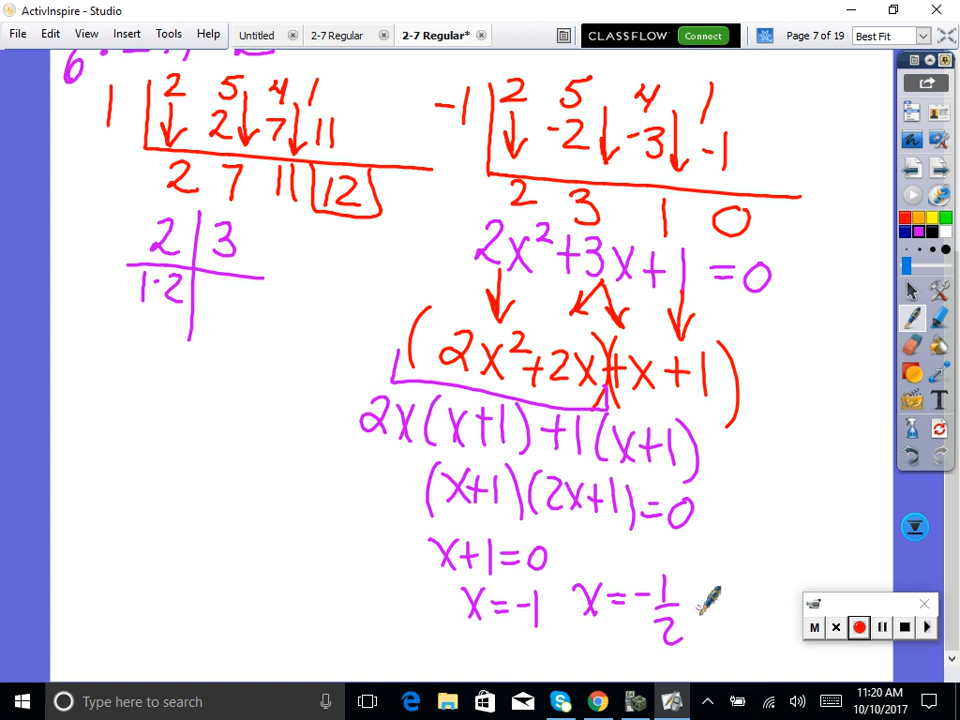 ActivInspire - Studio
File Edit View Insert Tools Help
Untitled
2-7 Regular
2-7 Regular*
CLASSFLOW Connect
Page 7 of 19
Best Fit
1 2 5 4 1
2 7 11
2 7 11 12
-1 2 5 4 1
-2 -3 -1
2 3 1 0
2 3
1·2
2x²+3x+1=0
(2x²+2x)(+x+1)
2x(x+1)+1(x+1)
(x+1)(2x+1)=0
x+1=0
x=-1 x=-1/2
M
Type here to search
11:20 AM
10/10/2017